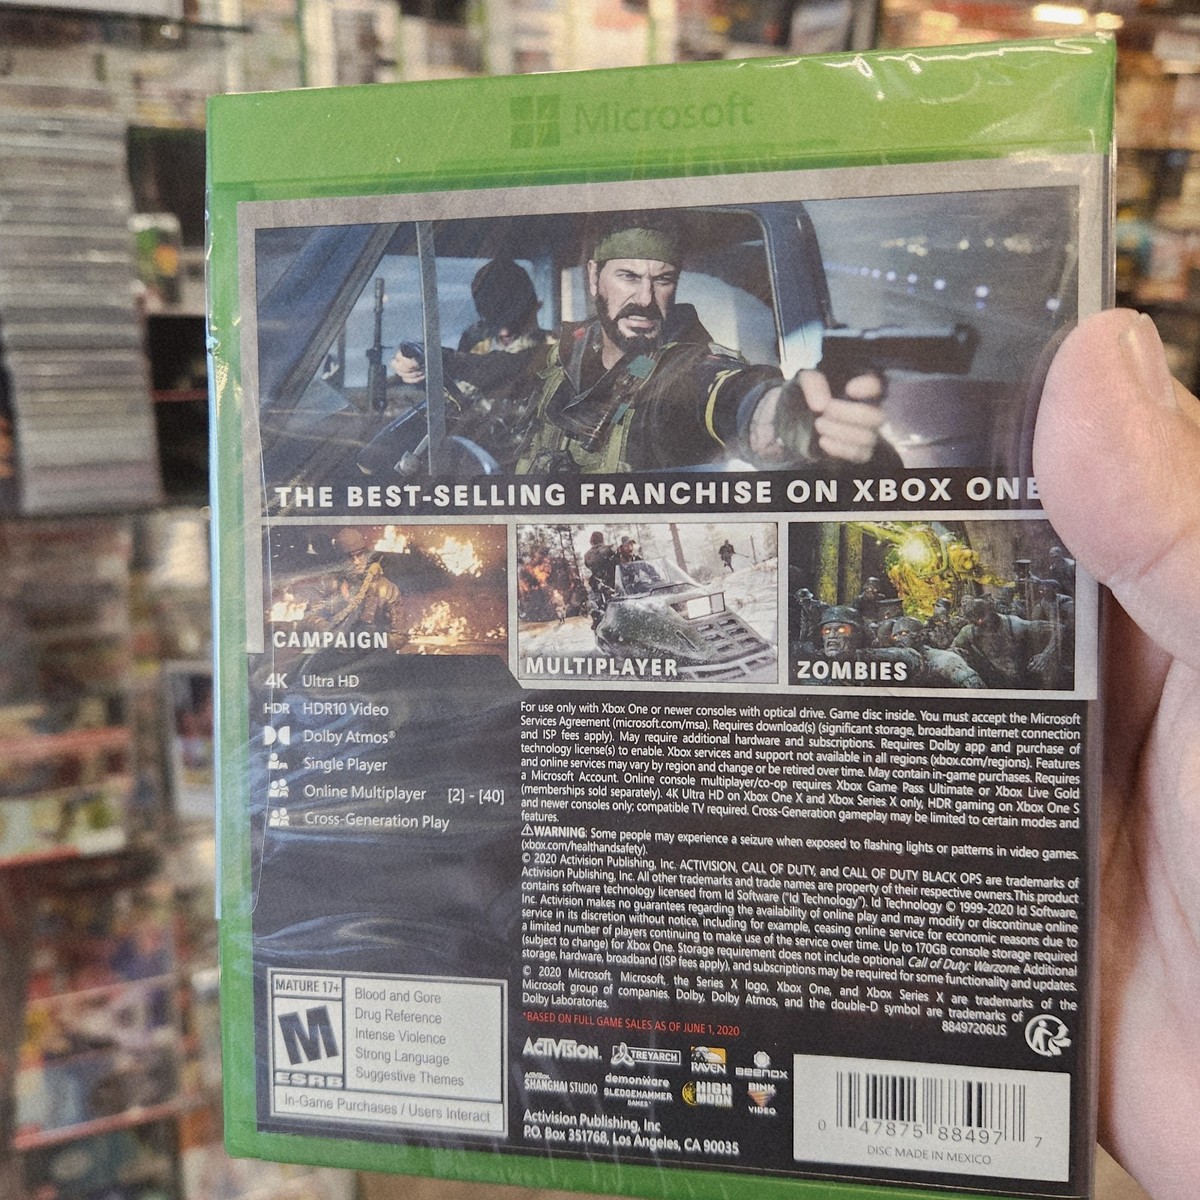 Microsoft
THE BEST-SELLING FRANCHISE ON XBOX ONE
CAMPAIGN
MULTIPLAYER
ZOMBIES
4K Ultra HD
HDR HDR10 Video
Dolby Atmos®
Single Player
Online Multiplayer [2] - [40]
Cross-Generation Play
For use only with Xbox One or newer consoles with optical drive. Game disc inside. You must accept the Microsoft
Services Agreement (microsoft.com/msa). Requires download(s) (significant storage, broadband internet connection
and ISP fees apply). May require additional hardware and subscriptions. Requires Dolby app and purchase of
technology license(s) to enable. Xbox services and support not available in all regions (xbox.com/regions). Features
and online services may vary by region and change or be retired over time. May contain in-game purchases. Requires
a Microsoft Account. Online console multiplayer/co-op requires Xbox Game Pass Ultimate or Xbox Live Gold
(memberships sold separately). 4K Ultra HD on Xbox One X and Xbox Series X only, HDR gaming on Xbox One S
and newer consoles only; compatible TV required. Cross-Generation gameplay may be limited to certain modes and
features.
⚠WARNING: Some people may experience a seizure when exposed to flashing lights or patterns in video games.
(xbox.com/healthandsafety).
© 2020 Activision Publishing, Inc. ACTIVISION, CALL OF DUTY, and CALL OF DUTY BLACK OPS are trademarks of
Activision Publishing, Inc. All other trademarks and trade names are property of their respective owners.This product
contains software technology licensed from Id Software ("Id Technology"). Id Technology © 1999-2020 Id Software,
Inc. Activision makes no guarantees regarding the availability of online play and may modify or discontinue online
service in its discretion without notice, including for example, ceasing online service for economic reasons due to
a limited number of players continuing to make use of the service over time. Up to 170GB console storage required
(subject to change) for Xbox One. Storage requirement does not include optional Call of Duty: Warzone. Additional
storage, hardware, broadband (ISP fees apply), and subscriptions may be required for some functionality and updates.
© 2020 Microsoft. Microsoft, the Series X logo, Xbox One, and Xbox Series X are trademarks of the
Microsoft group of companies. Dolby, Dolby Atmos, and the double-D symbol are trademarks of
Dolby Laboratories.
88497206US
*BASED ON FULL GAME SALES AS OF JUNE 1, 2020
MATURE 17+
M
ESRB
Blood and Gore
Drug Reference
Intense Violence
Strong Language
Suggestive Themes
In-Game Purchases / Users Interact
ACTIVISION. TREYARCH RAVEN BEENOX
ACTIVISION SHANGHAI STUDIO demonware SLEDGEHAMMER GAMES HIGH MOON BINK VIDEO
Activision Publishing, Inc
P.O. Box 351768, Los Angeles, CA 90035
0 47875 88497 7
DISC MADE IN MEXICO